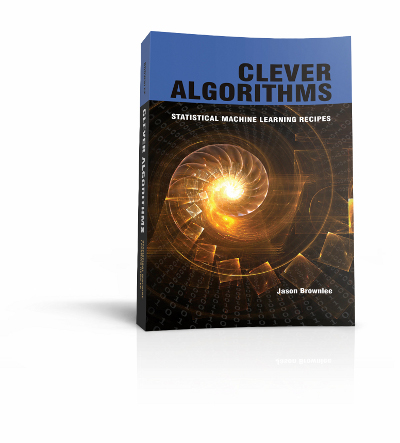 CLEVER
ALGORITHMS
STATISTICAL MACHINE LEARNING RECIPES
Jason Brownlee
CLEVER ALGORITHMS